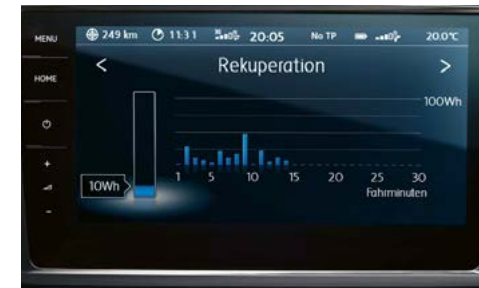 MENU
249 km 11:31 20:05 No TP 20.0°C
HOME
< Rekuperation >
100Wh
+
10Wh
-
1 5 10 15 20 25 30
Fahrminuten